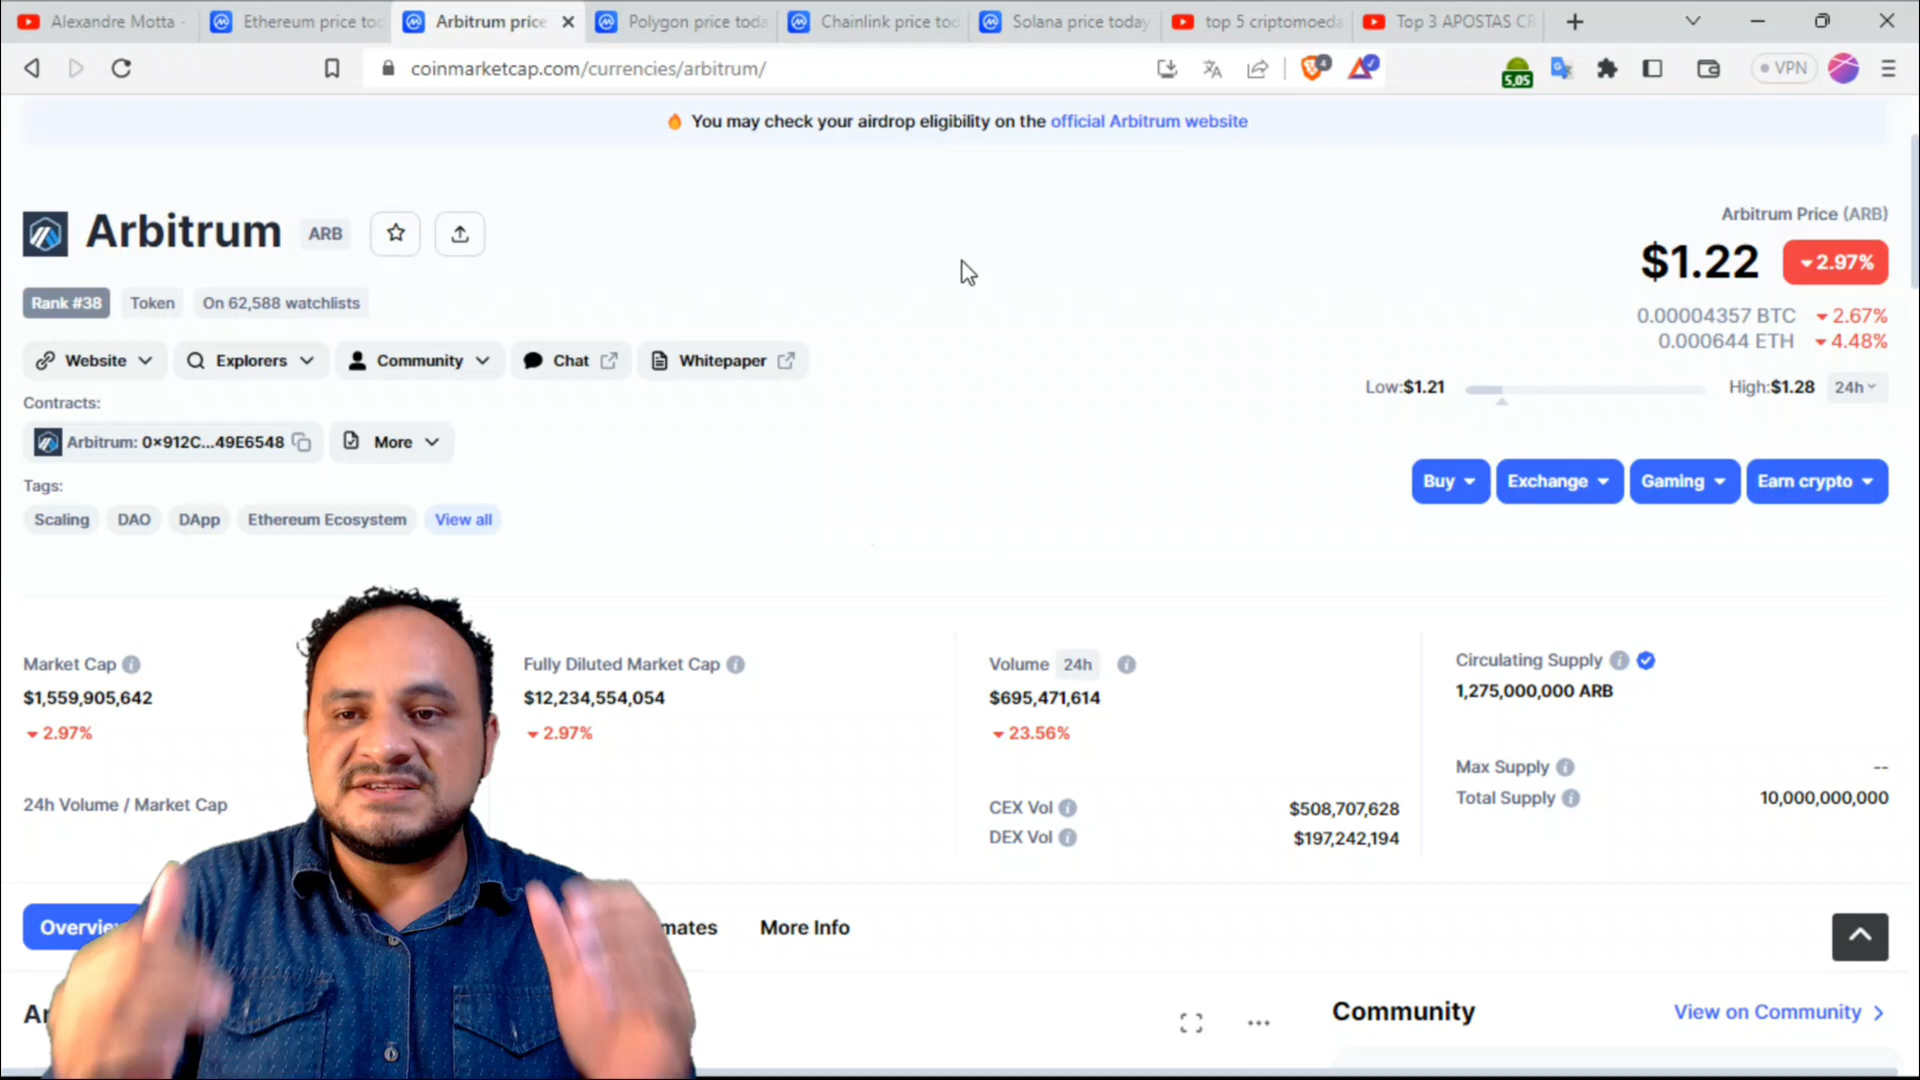 Alexandre Motta -
Ethereum price to
Arbitrum price
Polygon price toda
Chainlink price tod
Solana price today
top 5 criptomoeda
Top 3 APOSTAS CR
coinmarketcap.com/currencies/arbitrum/
4
5,05
VPN
You may check your airdrop eligibility on the official Arbitrum website
Arbitrum ARB
Arbitrum Price (ARB)
$1.22 2.97%
Rank #38 Token On 62,588 watchlists
0.00004357 BTC 2.67%
0.000644 ETH 4.48%
Website Explorers Community Chat Whitepaper
Low:$1.21 High:$1.28 24h
Contracts:
Arbitrum: 0×912C...49E6548 More
Tags:
Buy Exchange Gaming Earn crypto
Scaling DAO DApp Ethereum Ecosystem View all
Market Cap
$1,559,905,642
2.97%
24h Volume / Market Cap
Fully Diluted Market Cap
$12,234,554,054
2.97%
Volume 24h
$695,471,614
23.56%
CEX Vol $508,707,628
DEX Vol $197,242,194
Circulating Supply
1,275,000,000 ARB
Max Supply --
Total Supply 10,000,000,000
Overview mates More Info
Ar
Community View on Community